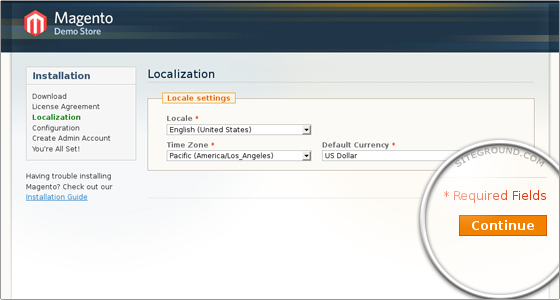 Magento
Demo Store
Installation
Download
License Agreement
Localization
Configuration
Create Admin Account
You're All Set!
Having trouble installing
Magento? Check out our
Installation Guide
Localization
Locale settings
Locale *
English (United States)
Time Zone *
Default Currency *
Pacific (America/Los_Angeles)
US Dollar
SITEGROUND.COM
* Required Fields
Continue